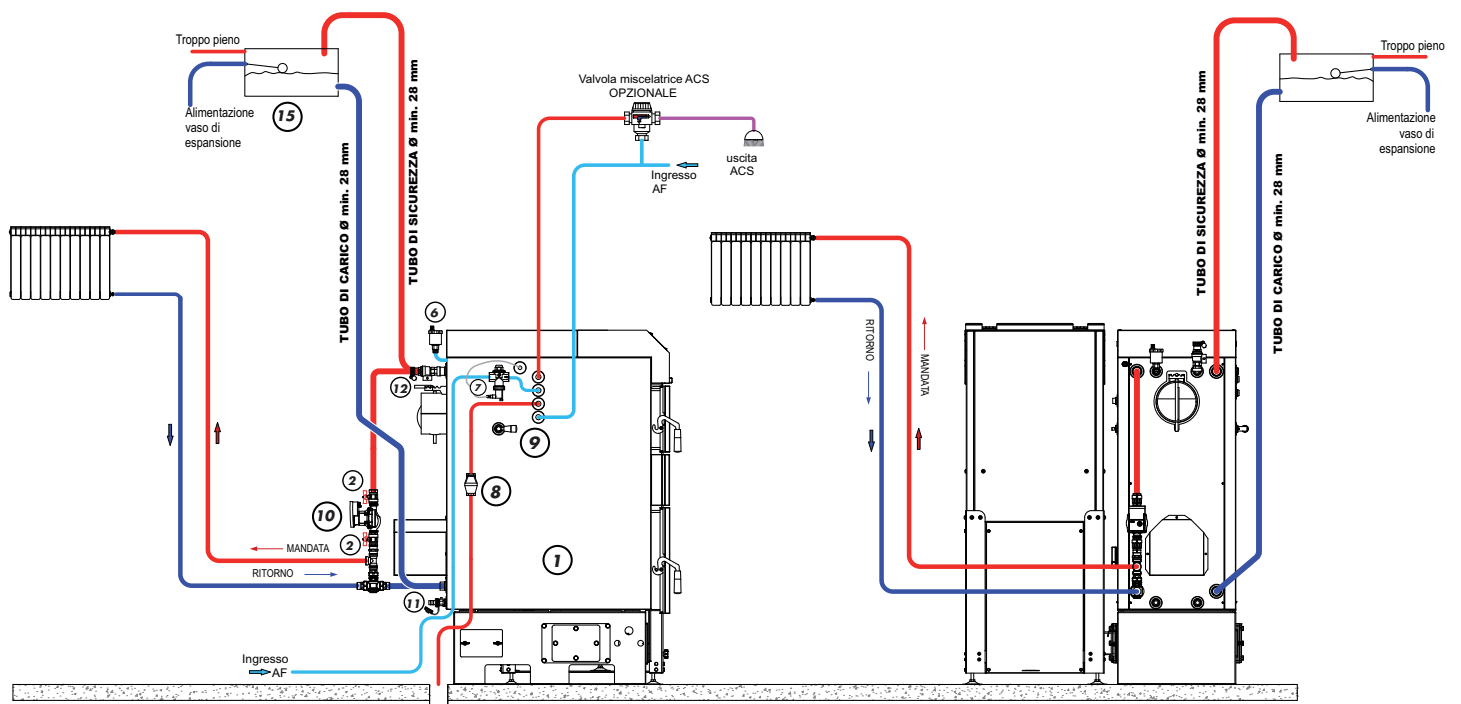 Troppo pieno
Alimentazione
vaso di
espansione
15
TUBO DI CARICO Ø min. 28 mm
TUBO DI SICUREZZA Ø min. 28 mm
Valvola miscelatrice ACS
OPZIONALE
uscita
ACS
Ingresso
AF
6
7
12
9
8
2
10
2
MANDATA
RITORNO
1
11
Ingresso
AF
Troppo pieno
Alimentazione
vaso di
espansione
TUBO DI SICUREZZA Ø min. 28 mm
TUBO DI CARICO Ø min. 28 mm
RITORNO
MANDATA